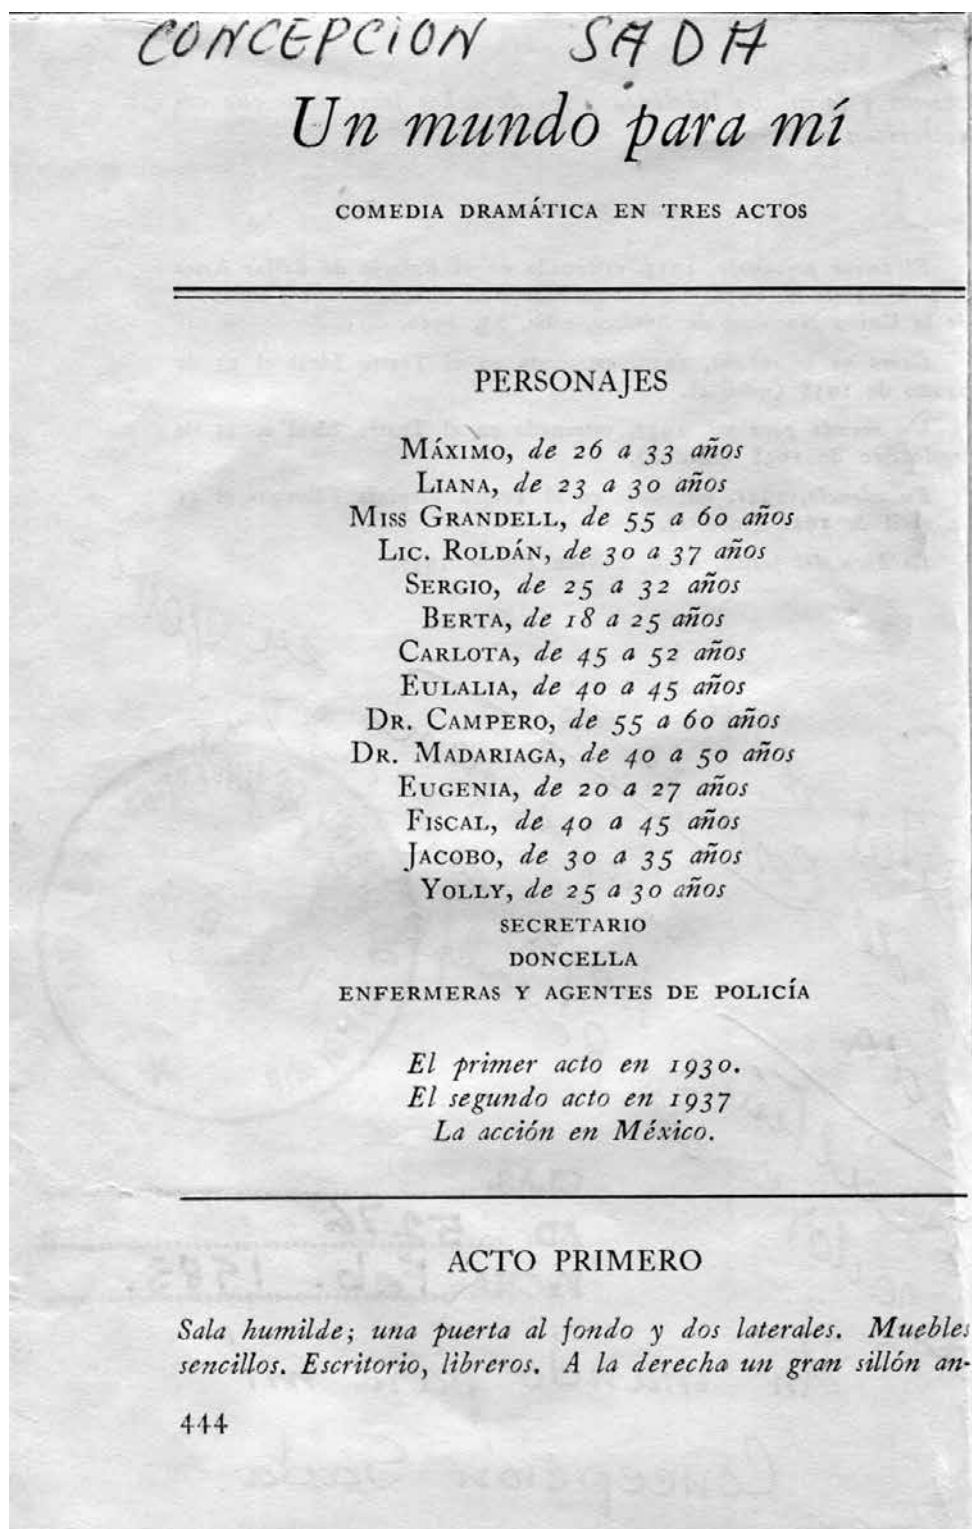 CONCEPCION SADA
Un mundo para mí
COMEDIA DRAMÁTICA EN TRES ACTOS
PERSONAJES
MÁXIMO, de 26 a 33 años
LIANA, de 23 a 30 años
MISS GRANDELL, de 55 a 60 años
LIC. ROLDÁN, de 30 a 37 años
SERGIO, de 25 a 32 años
BERTA, de 18 a 25 años
CARLOTA, de 45 a 52 años
EULALIA, de 40 a 45 años
DR. CAMPERO, de 55 a 60 años
DR. MADARIAGA, de 40 a 50 años
EUGENIA, de 20 a 27 años
FISCAL, de 40 a 45 años
JACOBO, de 30 a 35 años
YOLLY, de 25 a 30 años
SECRETARIO
DONCELLA
ENFERMERAS Y AGENTES DE POLICÍA
El primer acto en 1930.
El segundo acto en 1937
La acción en México.
ACTO PRIMERO
Sala humilde; una puerta al fondo y dos laterales. Muebles
sencillos. Escritorio, libreros. A la derecha un gran sillón an-
444